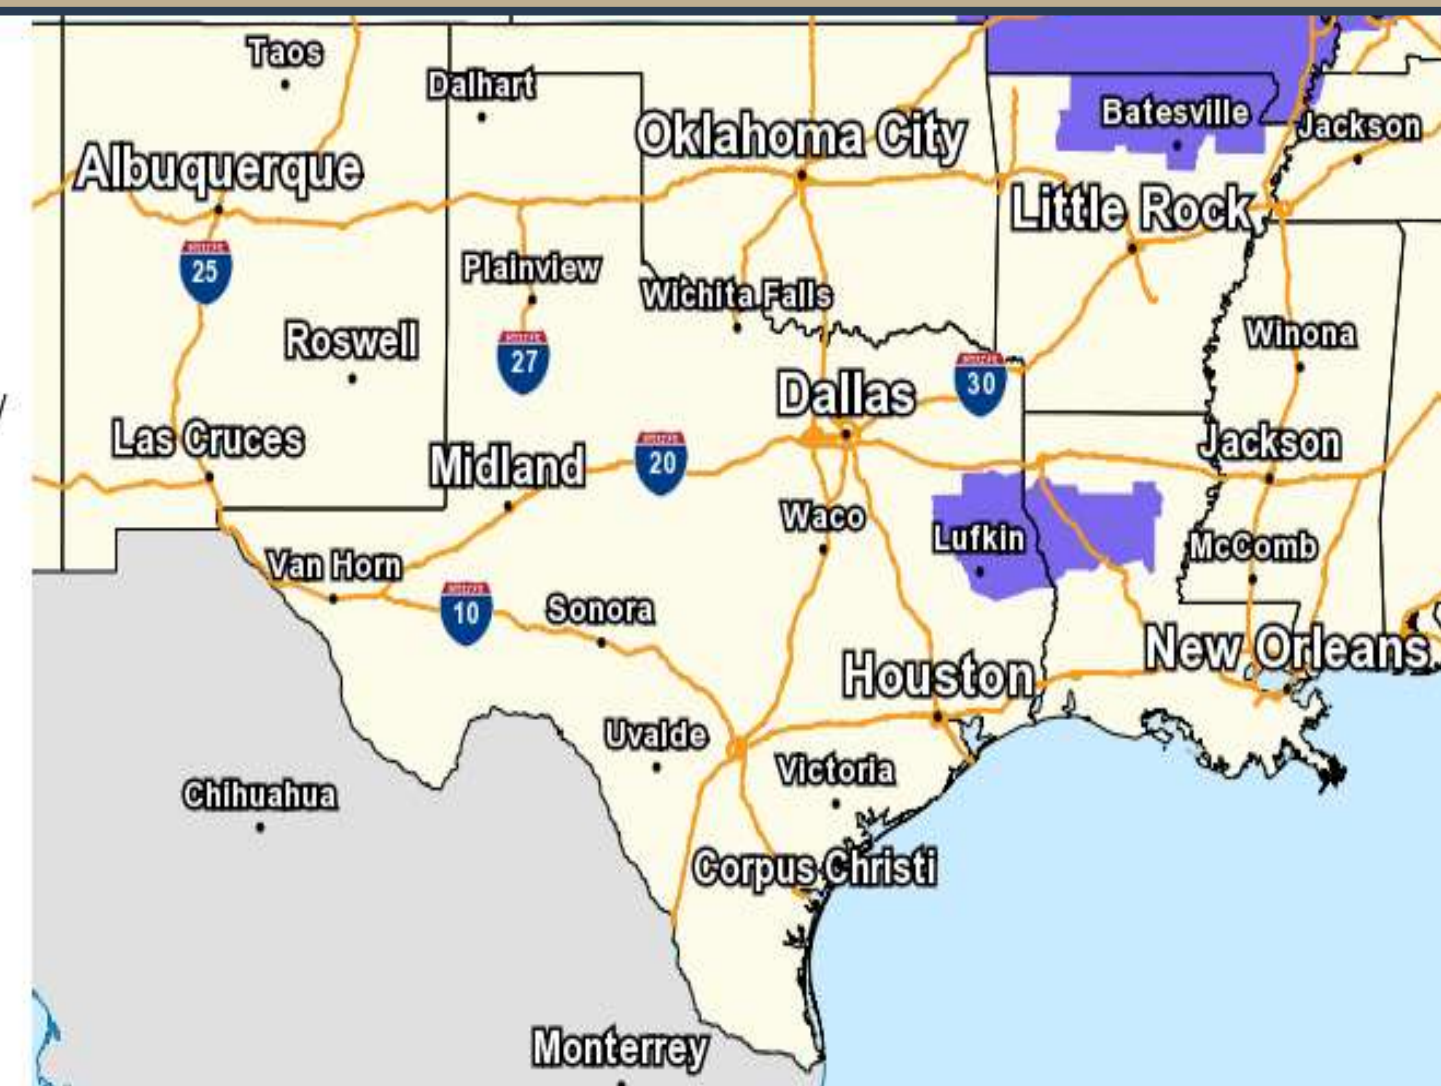 Taos
Dalhart
Batesville
Oklahoma City
Jackson
Albuquerque
Little Rock
25
Plainview
Wichita Falls
Roswell
Winona
27
30
Dallas
Las Cruces
Midland
20
Jackson
Waco
Lufkin
McComb
Van Horn
10
Sonora
New Orleans
Houston
Uvalde
Victoria
Chihuahua
Corpus Christi
Monterrey